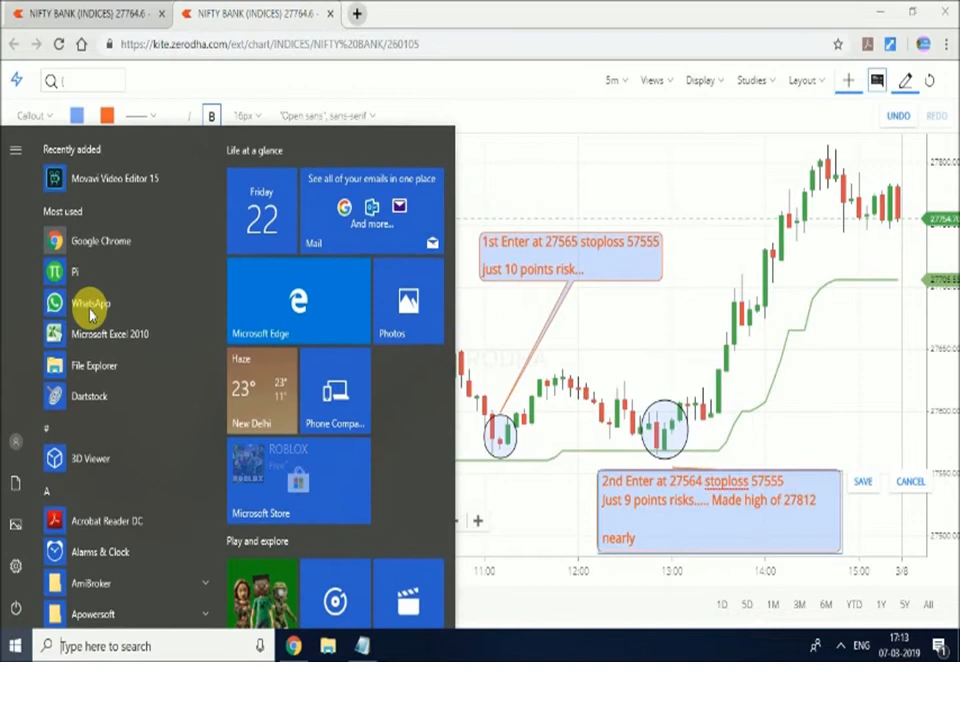 NIFTY BANK (INDICES) 27764.6 -
NIFTY BANK (INDICES) 27764.6 -
https://kite.zerodha.com/ext/chart/INDICES/NIFTY%20BANK/260105
5m
Views
Display
Studies
Layout
Callout
I
B
16px
"Open sans", sans-serif
UNDO
REDO
Recently added
Movavi Video Editor 15
Most used
Google Chrome
Pi
WhatsApp
Microsoft Excel 2010
File Explorer
Dartstock
#
3D Viewer
A
Acrobat Reader DC
Alarms & Clock
AmiBroker
Apowersoft
Life at a glance
Friday
22
See all of your emails in one place
And more...
Mail
Microsoft Edge
Photos
Haze
23°
23°
11°
New Delhi
Phone Compa...
ROBLOX
Free*
Microsoft Store
Play and explore
1st Enter at 27565 stoploss 57555
Just 10 points risk...
2nd Enter at 27564 stoploss 57555
Just 9 points risks..... Made high of 27812
nearly
SAVE
CANCEL
27800.00
27754.70
27650.00
27500.00
11:00
12:00
13:00
14:00
15:00
3/8
1D
5D
1M
3M
6M
YTD
1Y
5Y
All
Type here to search
ENG
17:13
07-03-2019
1